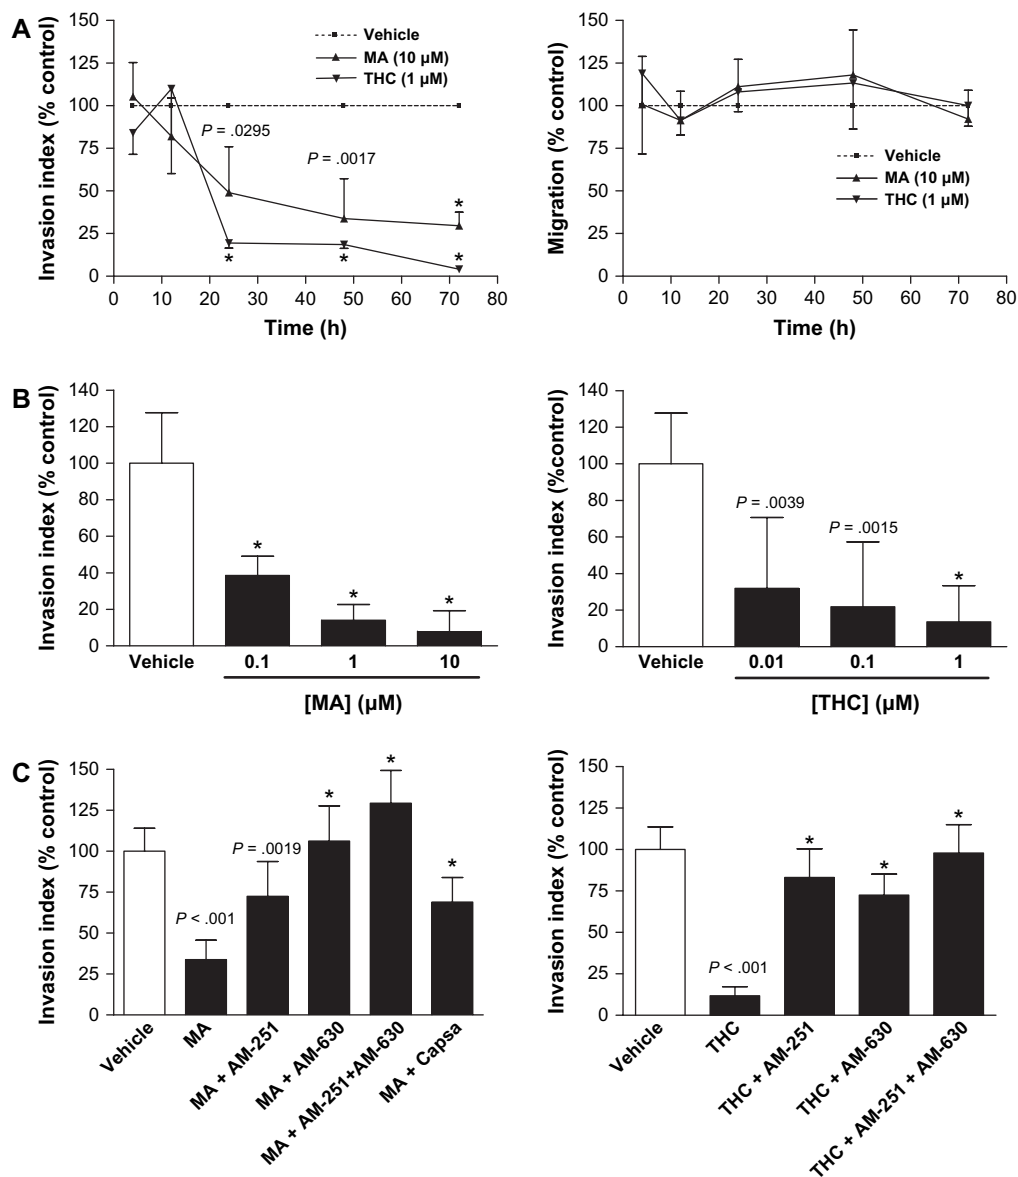 A
Invasion index (% control)
150
125
100
75
50
25
0
0 10 20 30 40 50 60 70 80
Time (h)
Vehicle
MA (10 µM)
THC (1 µM)
P = .0295
P = .0017
*
* * *
Migration (% control)
150
125
100
75
50
25
0
0 10 20 30 40 50 60 70 80
Time (h)
Vehicle
MA (10 µM)
THC (1 µM)
B
Invasion index (% control)
140
120
100
80
60
40
20
0
* * *
Vehicle 0.1 1 10
[MA] (µM)
Invasion index (%control)
140
120
100
80
60
40
20
0
P = .0039
P = .0015
*
Vehicle 0.01 0.1 1
[THC] (µM)
C
Invasion index (% control)
150
125
100
75
50
25
0
P < .001
P = .0019
* * *
Vehicle
MA
MA + AM-251
MA + AM-630
MA + AM-251+AM-630
MA + Capsa
Invasion index (% control)
150
125
100
75
50
25
0
P < .001
* * *
Vehicle
THC
THC + AM-251
THC + AM-630
THC + AM-251 + AM-630